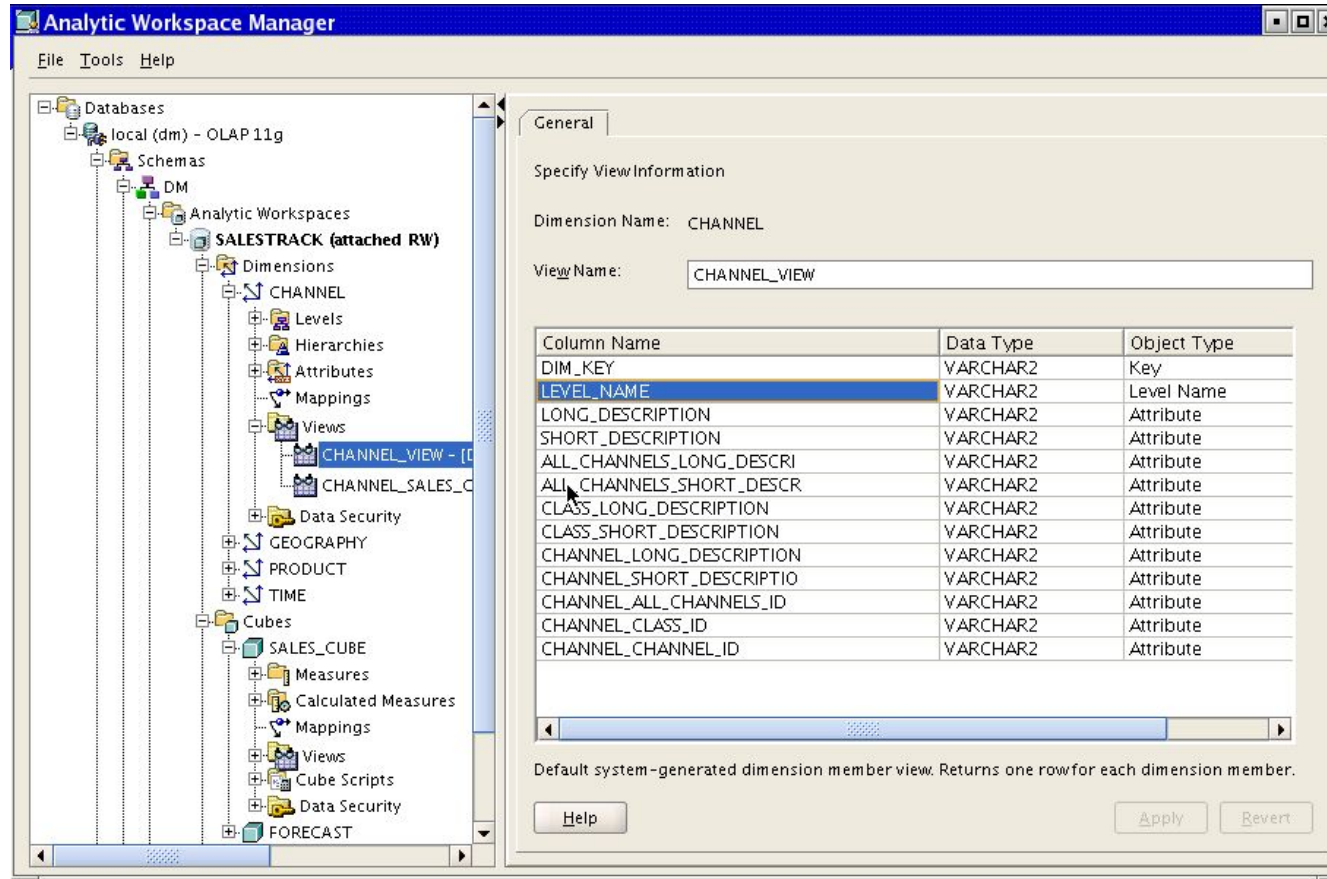 Analytic Workspace Manager
File Tools Help
Databases
local (dm) - OLAP 11g
Schemas
DM
Analytic Workspaces
SALESTRACK (attached RW)
Dimensions
CHANNEL
Levels
Hierarchies
Attributes
Mappings
Views
CHANNEL_VIEW - [D
CHANNEL_SALES_C
Data Security
GEOGRAPHY
PRODUCT
TIME
Cubes
SALES_CUBE
Measures
Calculated Measures
Mappings
Views
Cube Scripts
Data Security
FORECAST
General
Specify View Information
Dimension Name: CHANNEL
View Name: CHANNEL_VIEW
Column Name Data Type Object Type
DIM_KEY VARCHAR2 Key
LEVEL_NAME VARCHAR2 Level Name
LONG_DESCRIPTION VARCHAR2 Attribute
SHORT_DESCRIPTION VARCHAR2 Attribute
ALL_CHANNELS_LONG_DESCRI VARCHAR2 Attribute
ALL_CHANNELS_SHORT_DESCR VARCHAR2 Attribute
CLASS_LONG_DESCRIPTION VARCHAR2 Attribute
CLASS_SHORT_DESCRIPTION VARCHAR2 Attribute
CHANNEL_LONG_DESCRIPTION VARCHAR2 Attribute
CHANNEL_SHORT_DESCRIPTIO VARCHAR2 Attribute
CHANNEL_ALL_CHANNELS_ID VARCHAR2 Attribute
CHANNEL_CLASS_ID VARCHAR2 Attribute
CHANNEL_CHANNEL_ID VARCHAR2 Attribute
Default system-generated dimension member view. Returns one row for each dimension member.
Help Apply Revert